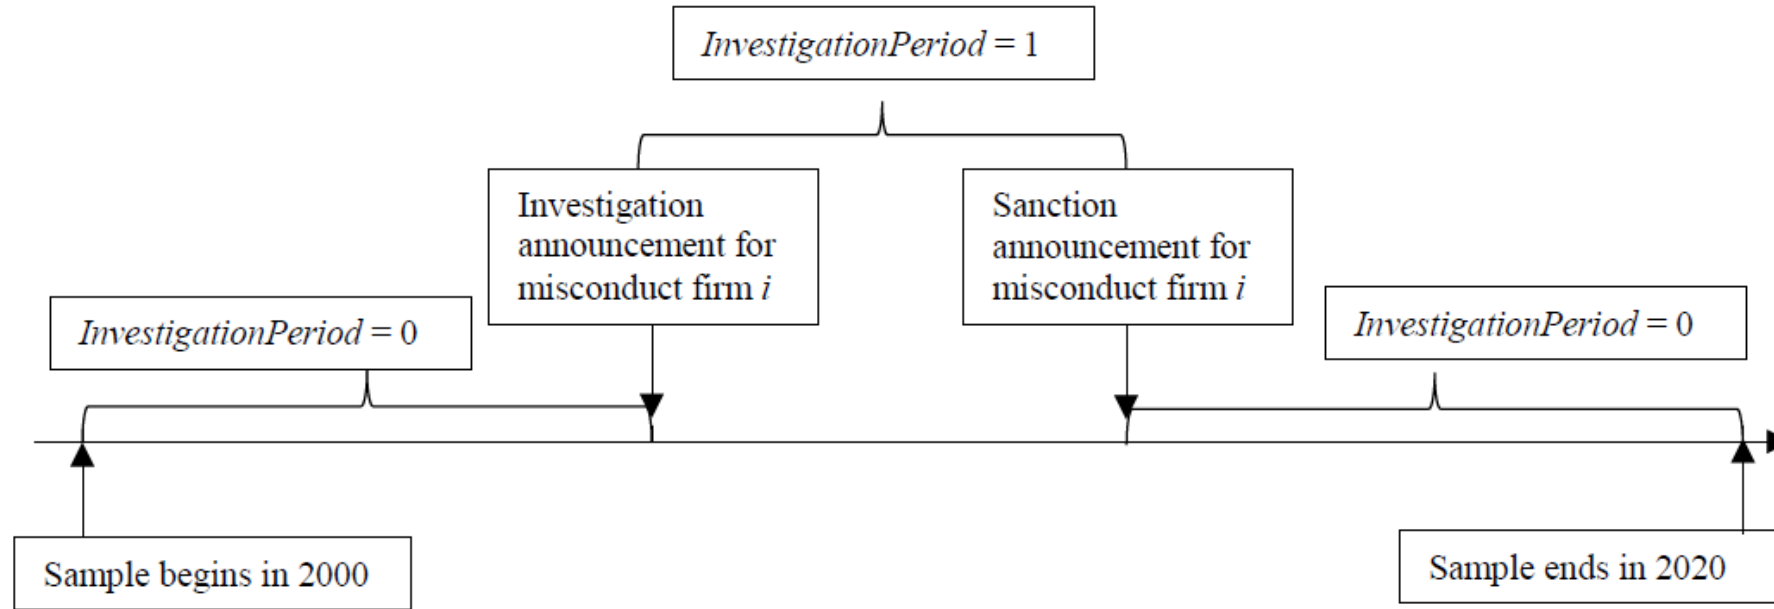 InvestigationPeriod = 1
Investigation
announcement for
misconduct firm i
Sanction
announcement for
misconduct firm i
InvestigationPeriod = 0
InvestigationPeriod = 0
Sample begins in 2000
Sample ends in 2020